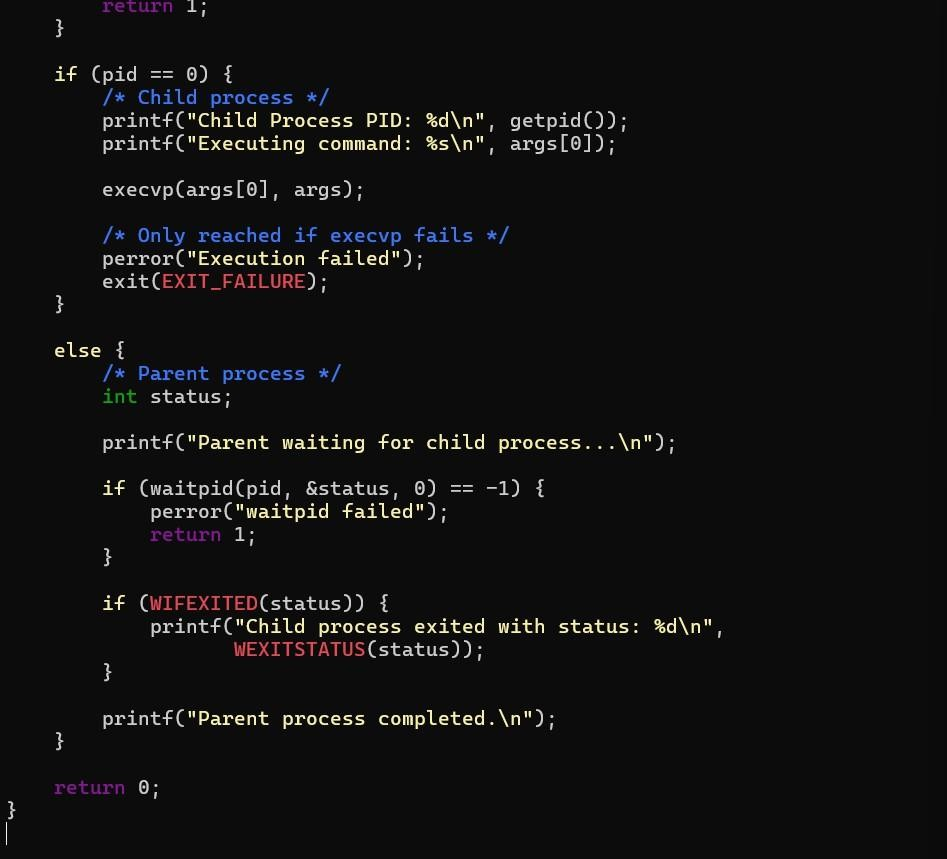 return 1;
    }

    if (pid == 0) {
        /* Child process */
        printf("Child Process PID: %d\n", getpid());
        printf("Executing command: %s\n", args[0]);

        execvp(args[0], args);

        /* Only reached if execvp fails */
        perror("Execution failed");
        exit(EXIT_FAILURE);
    }

    else {
        /* Parent process */
        int status;

        printf("Parent waiting for child process...\n");

        if (waitpid(pid, &status, 0) == -1) {
            perror("waitpid failed");
            return 1;
        }

        if (WIFEXITED(status)) {
            printf("Child process exited with status: %d\n",
                   WEXITSTATUS(status));
        }

        printf("Parent process completed.\n");
    }

    return 0;
}